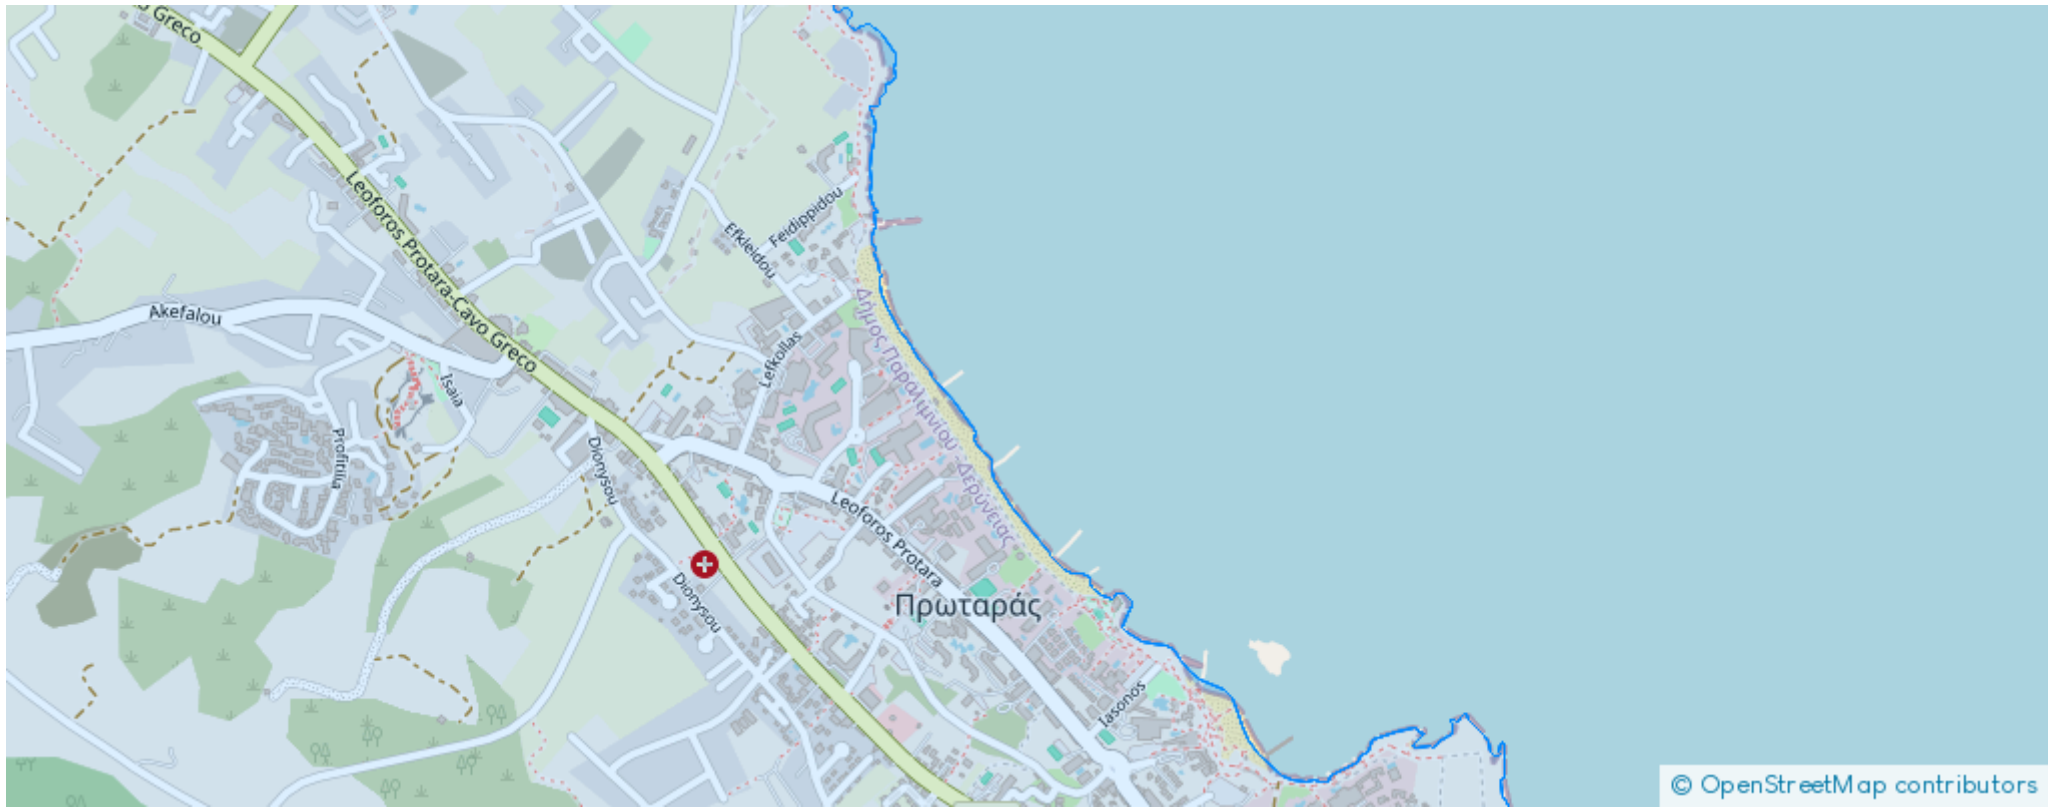 Greco
Leoforos Protara-Cavo Greco
Feidippidou
Efkleidou
Akefalou
Lefkollas
Δήμος Παραλιμνίου -Δερύνειας
Isaia
Profitilia
Dionysou
Leoforos Protara
Dionysou
Πρωταράς
Iasonos
© OpenStreetMap contributors